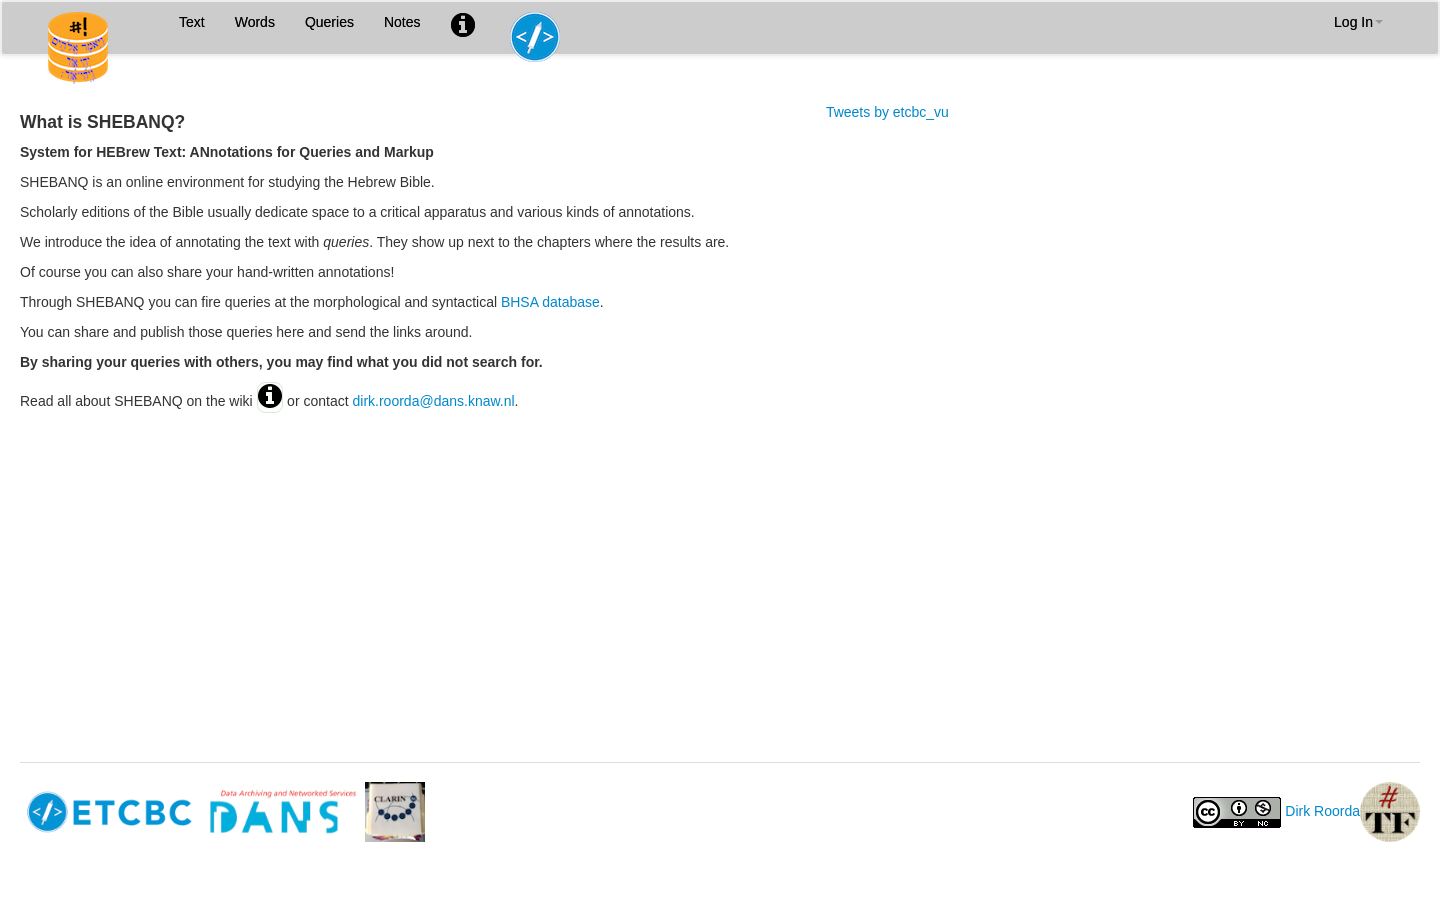 #!
Text Words Queries Notes
Log In
What is SHEBANQ?
Tweets by etcbc_vu
System for HEBrew Text: ANnotations for Queries and Markup
SHEBANQ is an online environment for studying the Hebrew Bible.
Scholarly editions of the Bible usually dedicate space to a critical apparatus and various kinds of annotations.
We introduce the idea of annotating the text with queries. They show up next to the chapters where the results are.
Of course you can also share your hand-written annotations!
Through SHEBANQ you can fire queries at the morphological and syntactical BHSA database.
You can share and publish those queries here and send the links around.
By sharing your queries with others, you may find what you did not search for.
Read all about SHEBANQ on the wiki or contact dirk.roorda@dans.knaw.nl.
ETCBC
Data Archiving and Networked Services
DANS
CLARIN
cc
BY NC
Dirk Roorda
#
TF